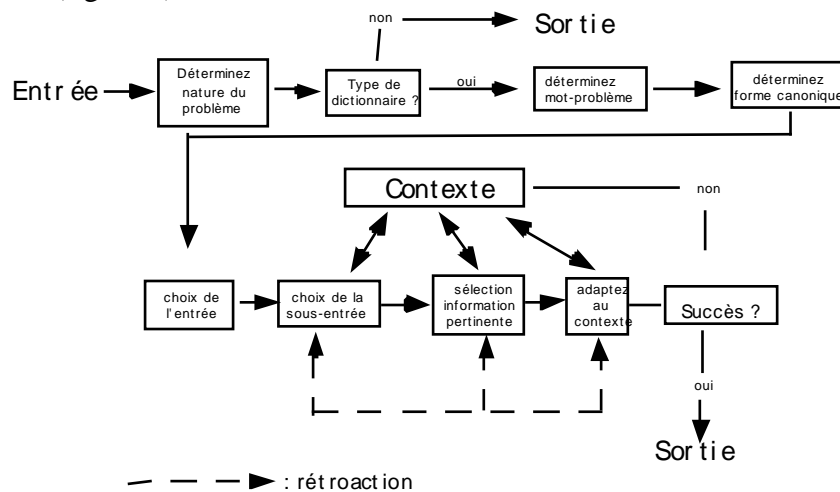 non
Sortie
Entrée
Déterminez
nature du
problème
Type de
dictionnaire ?
oui
déterminez
mot-problème
déterminez
forme canonique
Contexte
non
choix de
l'entrée
choix de la
sous-entrée
sélection
information
pertinente
adaptez
au
contexte
Succès ?
oui
Sortie
: rétroaction